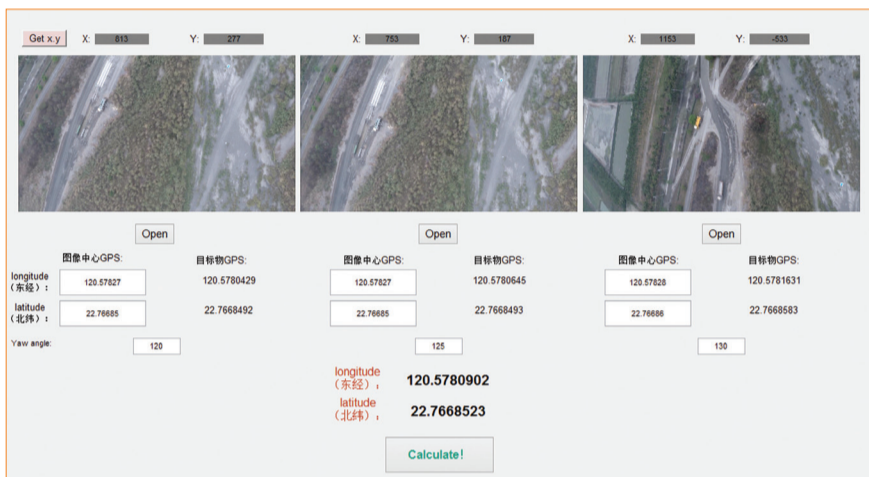 Get x.y X: 813 Y: 277 X: 753 Y: 187 X: 1153 Y: -533
Open Open Open
图像中心GPS: 目标物GPS: 图像中心GPS: 目标物GPS: 图像中心GPS: 目标物GPS:
longitude
(东经): 120.57827 120.5780429 120.57827 120.5780645 120.57828 120.5781631
latitude
(北纬): 22.76685 22.7668492 22.76685 22.7668493 22.76686 22.7668583
Yaw angle: 120 125 130
longitude
(东经): 120.5780902
latitude
(北纬): 22.7668523
Calculate!